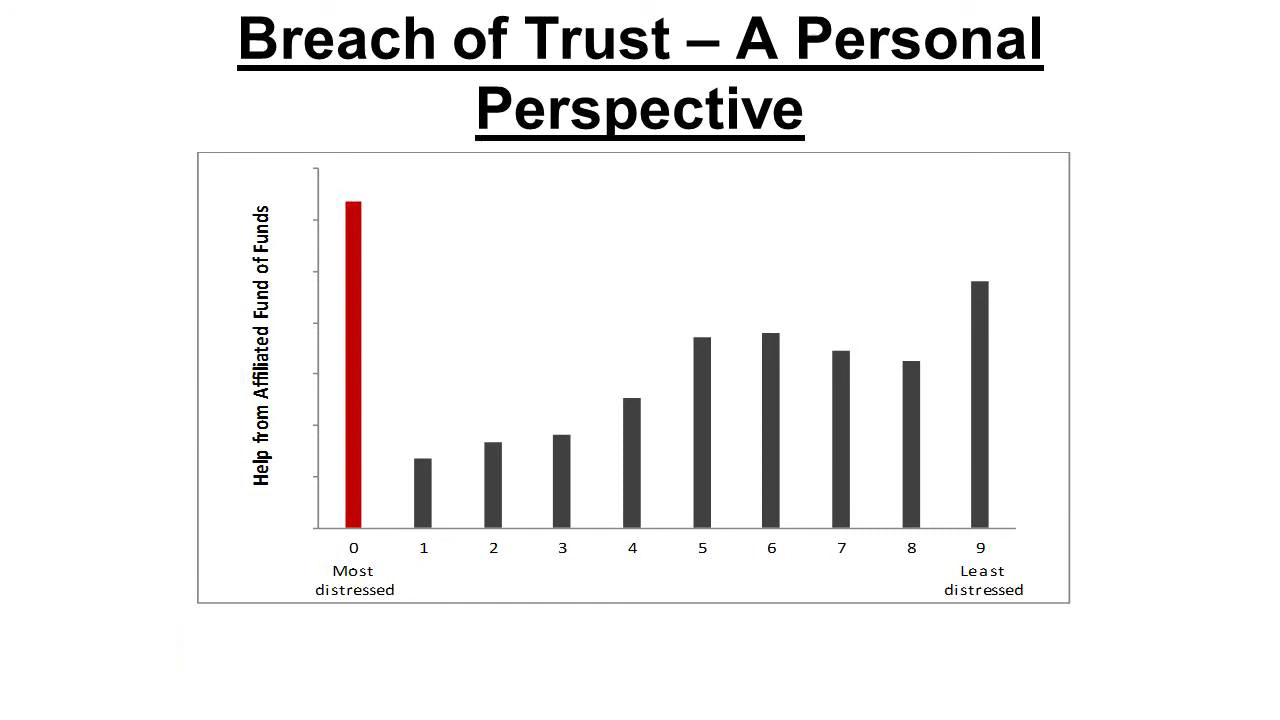 Breach of Trust – A Personal
Perspective
Help from Affiliated Fund of Funds
0 1 2 3 4 5 6 7 8 9
Most Least
distressed distressed